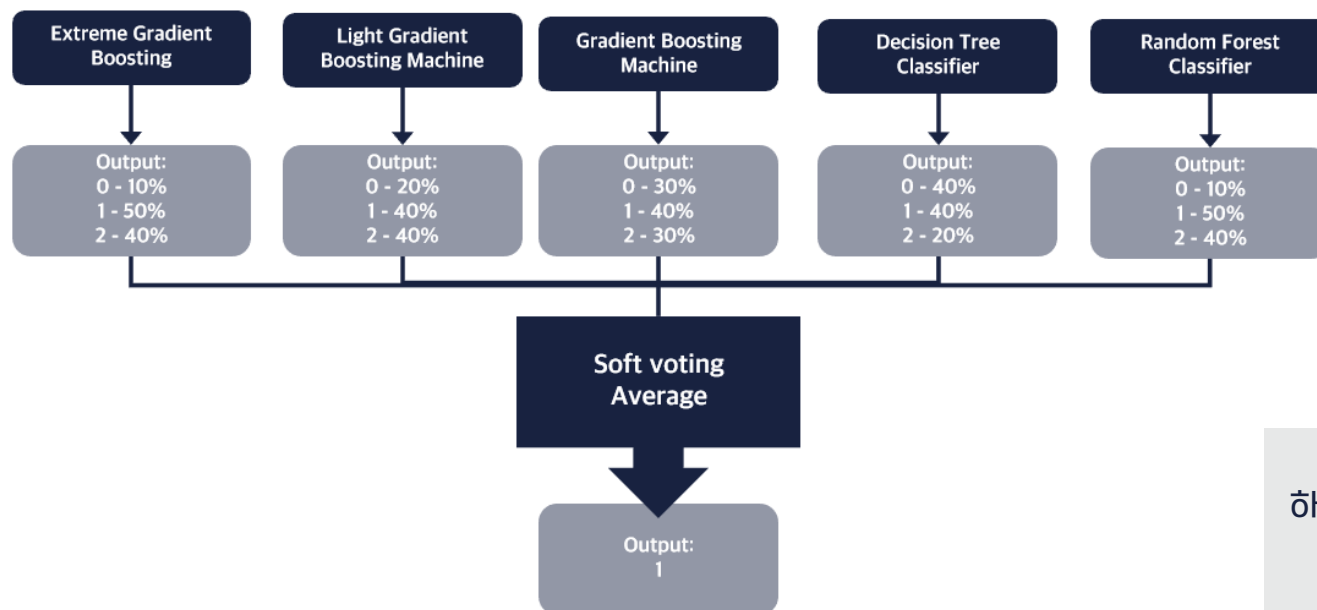 Extreme Gradient
Boosting
Light Gradient
Boosting Machine
Gradient Boosting
Machine
Decision Tree
Classifier
Random Forest
Classifier
Output:
0 - 10%
1 - 50%
2 - 40%
Output:
0 - 20%
1 - 40%
2 - 40%
Output:
0 - 30%
1 - 40%
2 - 30%
Output:
0 - 40%
1 - 40%
2 - 20%
Output:
0 - 10%
1 - 50%
2 - 40%
Soft voting
Average
Output:
1